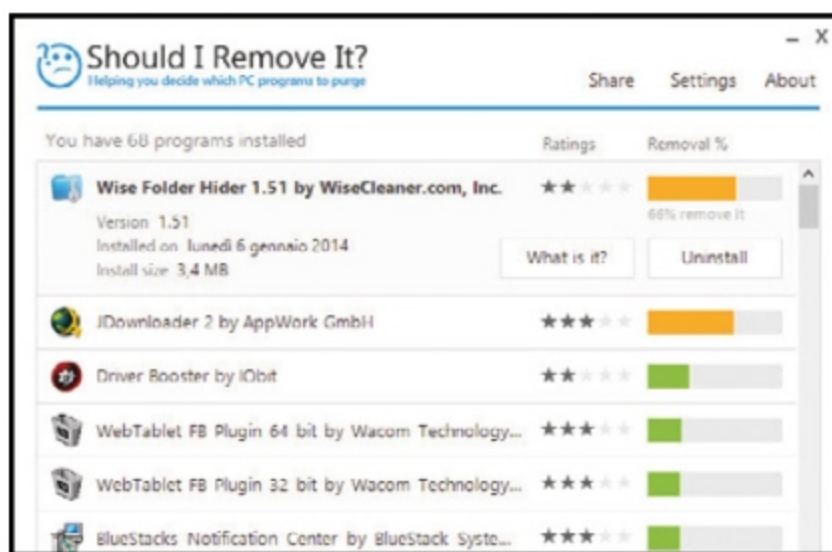 – X
Should I Remove It?
Helping you decide which PC programs to purge
Share Settings About
You have 68 programs installed Ratings Removal %
Wise Folder Hider 1.51 by WiseCleaner.com, Inc.
66% remove it
Version 1.51
Installed on lunedì 6 gennaio 2014
Install size 3,4 MB
What is it? Uninstall
JDownloader 2 by AppWork GmbH
Driver Booster by IObit
WebTablet FB Plugin 64 bit by Wacom Technology...
WebTablet FB Plugin 32 bit by Wacom Technology...
BlueStacks Notification Center by BlueStack Syste...